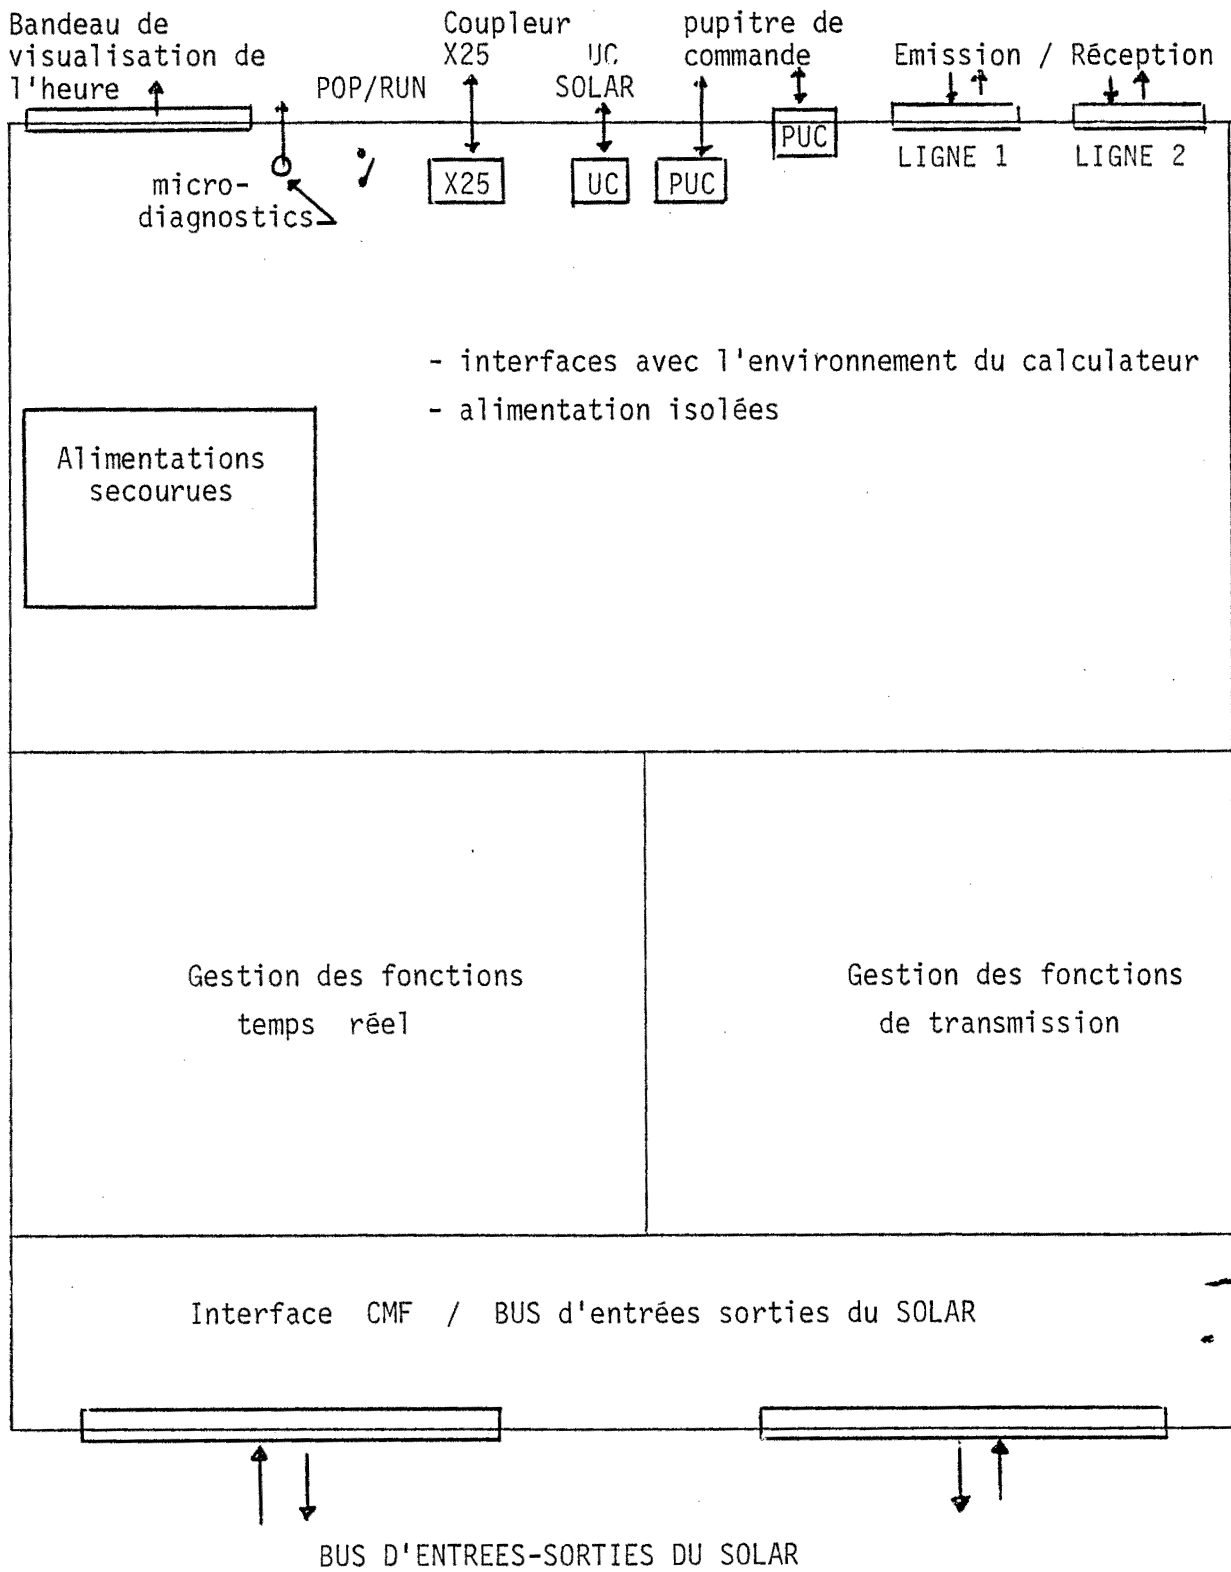 Bandeau de
visualisation de
l'heure
POP/RUN
Coupleur
X25
UC
SOLAR
pupitre de
commande
Emission / Réception
micro-
diagnostics
X25
UC
PUC
PUC
LIGNE 1
LIGNE 2
- interfaces avec l'environnement du calculateur
- alimentation isolées
Alimentations
secourues
Gestion des fonctions
temps réel
Gestion des fonctions
de transmission
Interface CMF / BUS d'entrées sorties du SOLAR
BUS D'ENTREES-SORTIES DU SOLAR